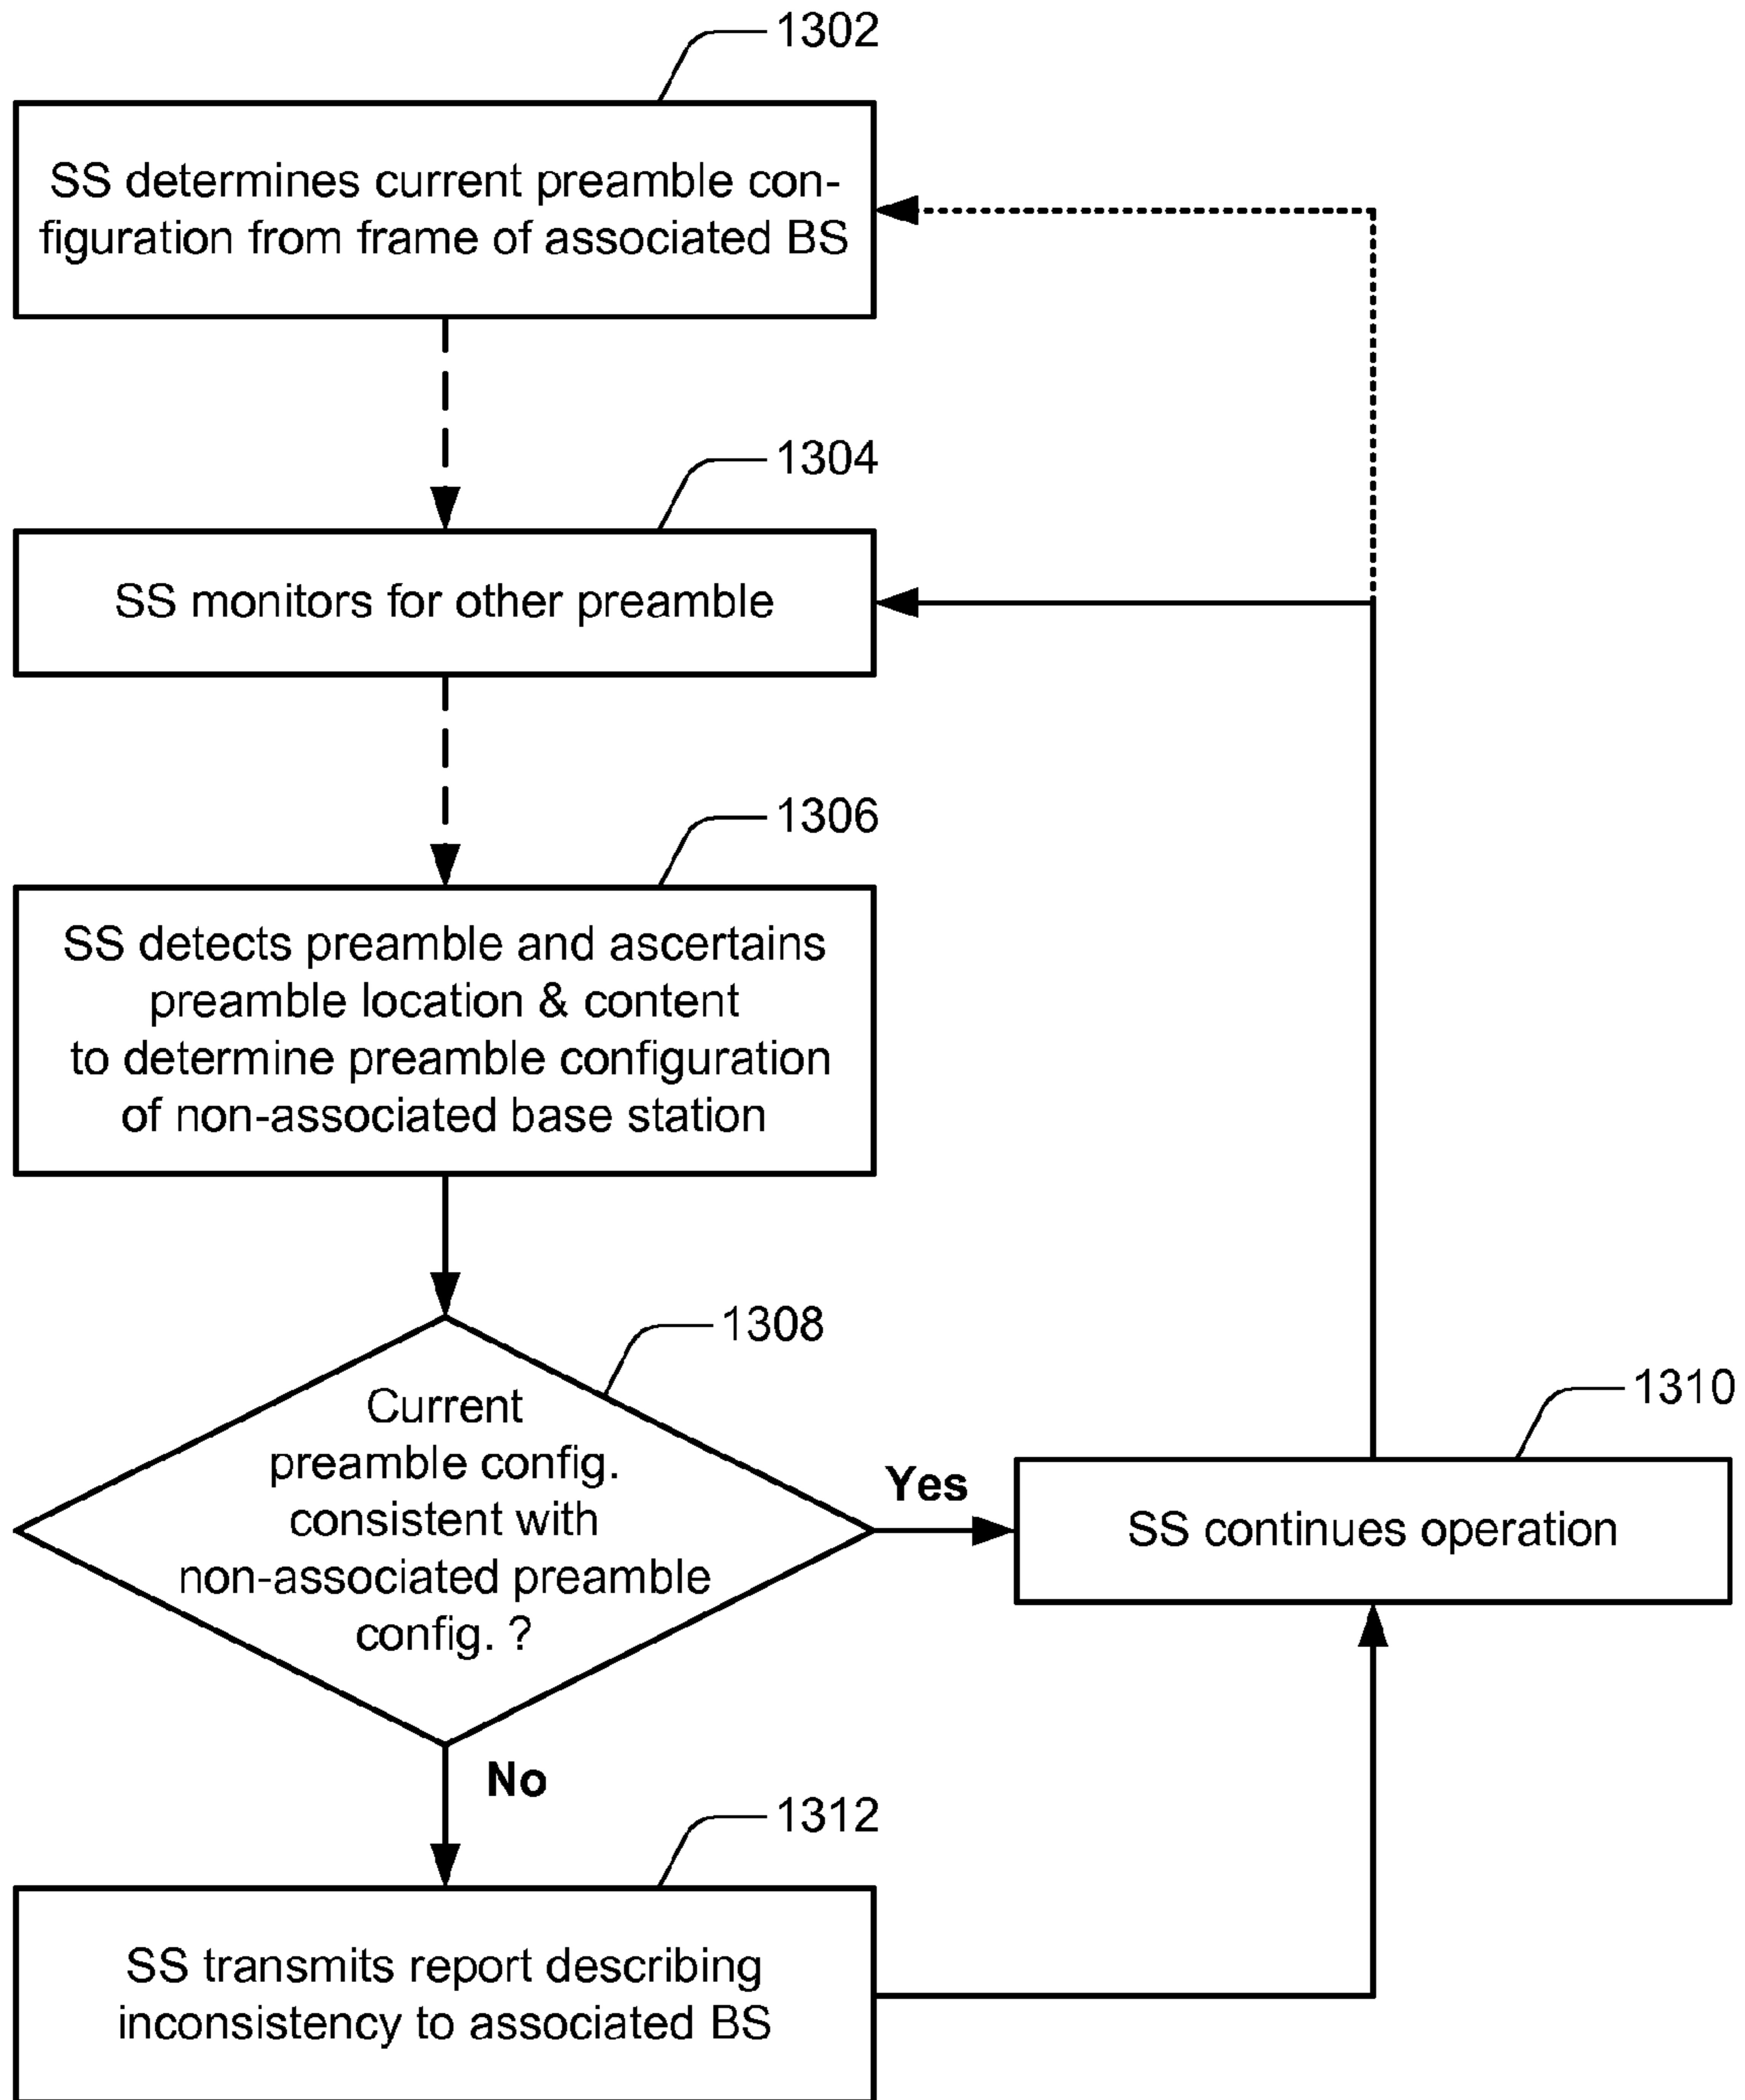 1302
SS determines current preamble con-
figuration from frame of associated BS
1304
SS monitors for other preamble
1306
SS detects preamble and ascertains
preamble location & content
to determine preamble configuration
of non-associated base station
1308
Current
preamble config.
consistent with
non-associated preamble
config. ?
Yes
1310
SS continues operation
No
1312
SS transmits report describing
inconsistency to associated BS